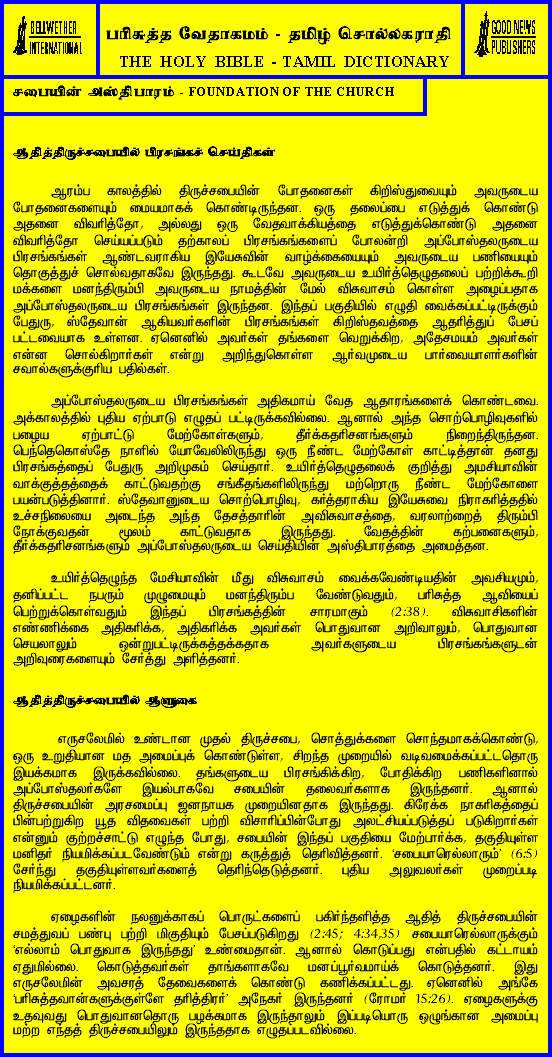 BELLWETHER
INTERNATIONAL
பரிசுத்த வேதாகமம் - தமிழ் சொல்லகராதி
THE HOLY BIBLE - TAMIL DICTIONARY
GOOD NEWS
PUBLISHERS
சபையின் அஸ்திபாரம் - FOUNDATION OF THE CHURCH
ஆதித்திருச்சபையில் பிரசங்கச் செய்திகள்
ஆரம்ப காலத்தில் திருச்சபையின் போதனைகள் கிறிஸ்துவையும் அவருடைய
போதனைகளையும் மையமாகக் கொண்டிருந்தன. ஒரு தலைப்பை எடுத்துக் கொண்டு
அதனை விவரித்தோ, அல்லது ஒரு வேதவாக்கியத்தை எடுத்துக்கொண்டு அதனை
விவரித்தோ செய்யப்படும் தற்காலப் பிரசங்கங்களைப் போலன்றி அப்போஸ்தலருடைய
பிரசங்கங்கள் ஆண்டவராகிய இயேசுவின் வாழ்க்கையையும் அவருடைய பணியையும்
தொகுத்துச் சொல்வதாகவே இருந்தது. கூடவே அவருடைய உயிர்த்தெழுதலைப் பற்றிக்கூறி
மக்களை மனந்திரும்பி அவருடைய நாமத்தின் மேல் விசுவாசம் கொள்ள அழைப்பதாக
அப்போஸ்தலருடைய பிரசங்கங்கள் இருந்தன. இந்தப் பகுதியில் எழுதி வைக்கப்பட்டிருக்கும்
பேதுரு, ஸ்தேவான் ஆகியவர்களின் பிரசங்கங்கள் கிறிஸ்தவத்தை ஆதரித்துப் பேசப்
பட்டவையாக உள்ளன. ஏனெனில் அவர்கள் தங்களை வெறுக்கிற, அதேசமயம் அவர்கள்
என்ன சொல்கிறார்கள் என்று அறிந்துகொள்ள ஆர்வமுடைய பார்வையாளர்களின்
சவால்களுக்குரிய பதில்கள்.
அப்போஸ்தலருடைய பிரசங்கங்கள் அதிகமாய் வேத ஆதாரங்களைக் கொண்டவை.
அக்காலத்தில் புதிய ஏற்பாடு எழுதப் பட்டிருக்கவில்லை. ஆனால் அந்த சொற்பொழிவுகளில்
பழைய ஏற்பாட்டு மேற்கோள்களும், தீர்க்கதரிசனங்களும் நிறைந்திருந்தன.
பெந்தெகொஸ்தே நாளில் யோவேலிலிருந்து ஒரு நீண்ட மேற்கோள் காட்டித்தான் தனது
பிரசங்கத்தைப் பேதுரு அறிமுகம் செய்தார். உயிர்த்தெழுதலைக் குறித்து அமசியாவின்
வாக்குத்தத்தைக் காட்டுவதற்கு சங்கீதங்களிலிருந்து மற்றொரு நீண்ட மேற்கோளை
பயன்படுத்தினார். ஸ்தேவானுடைய சொற்பொழிவு, கர்த்தராகிய இயேசுவை நிராகரித்ததில்
உச்சநிலையை அடைந்த அந்த தேசத்தாரின் அவிசுவாசத்தை, வரலாற்றைத் திரும்பி
நோக்குவதன் மூலம் காட்டுவதாக இருந்தது. வேதத்தின் கற்பனைகளும்,
தீர்க்கதரிசனங்களும் அப்போஸ்தலருடைய செய்தியின் அஸ்திபாரத்தை அமைத்தன.
உயிர்த்தெழுந்த மேசியாவின் மீது விசுவாசம் வைக்கவேண்டியதின் அவசியமும்,
தனிப்பட்ட நபரும் முழுமையும் மனந்திரும்ப வேண்டுவதும், பரிசுத்த ஆவியைப்
பெற்றுக்கொள்வதும் இந்தப் பிரசங்கத்தின் சாரமாகும் (2:38). விசுவாசிகளின்
எண்ணிக்கை அதிகரிக்க, அதிகரிக்க அவர்கள் பொதுவான அறிவாலும், பொதுவான
செயலாலும் ஒன்றுபட்டிருக்கத்தக்கதாக அவர்களுடைய பிரசங்கங்களுடன்
அறிவுரைகளையும் சேர்த்து அளித்தனர்.
ஆதித்திருச்சபையில் ஆளுகை
எருசலேமில் உண்டான முதல் திருச்சபை, சொத்துக்களை சொந்தமாகக்கொண்டு,
ஒரு உறுதியான மத அமைப்புக் கொண்டுள்ள, சிறந்த முறையில் வடிவமைக்கப்பட்டதொரு
இயக்கமாக இருக்கவில்லை. தங்களுடைய பிரசங்கிக்கிற, போதிக்கிற பணிகளினால்
அப்போஸ்தலர்களே இயல்பாகவே சபையின் தலைவர்களாக இருந்தனர். ஆனால்
திருச்சபையின் அரசமைப்பு ஜனநாயக முறையினதாக இருந்தது. கிரேக்க நாகரிகத்தைப்
பின்பற்றுகிற யூத விதவைகள் பற்றி விசாரிப்பின்போது அலட்சியப்படுத்தப் படுகிறார்கள்
என்னும் குற்றச்சாட்டு எழுந்த போது, சபையின் இந்தப் பகுதியை மேற்பார்க்க, தகுதியுள்ள
மனிதர் நியமிக்கப்படவேண்டும் என்று கருத்துத் தெரிவித்தனர். ‘சபையாரெல்லாரும்’ (6:5)
சேர்ந்து தகுதியுள்ளவர்களைத் தெரிந்தெடுத்தனர். புதிய அலுவலர்கள் முறைப்படி
நியமிக்கப்பட்டனர்.
ஏழைகளின் நலனுக்காகப் பொருட்களைப் பகிர்ந்தளித்த ஆதித் திருச்சபையின்
சமத்துவப் பண்பு பற்றி மிகுதியும் பேசப்படுகிறது (2:45; 4:34,35) சபையாரெல்லாருக்கும்
‘எல்லாம் பொதுவாக இருந்தது’ உண்மைதான். ஆனால் கொடுப்பது என்பதில் கட்டாயம்
ஏதுமில்லை. கொடுத்தவர்கள் தாங்களாகவே மனப்பூர்வமாய்க் கொடுத்தனர். இது
எருசலேமின் அவசரத் தேவைகளைக் கொண்டு கணிக்கப்பட்டது. ஏனெனில் அங்கே
‘பரிசுத்தவான்களுக்குள்ளே தரித்திரர்’ அநேகர் இருந்தனர் (ரோமர் 15:26). ஏழைகளுக்கு
உதவுவது பொதுவானதொரு பழக்கமாக இருந்தாலும் இப்படியொரு ஒழுங்கான அமைப்பு
மற்ற எந்தத் திருச்சபையிலும் இருந்ததாக எழுதப்படவில்லை.